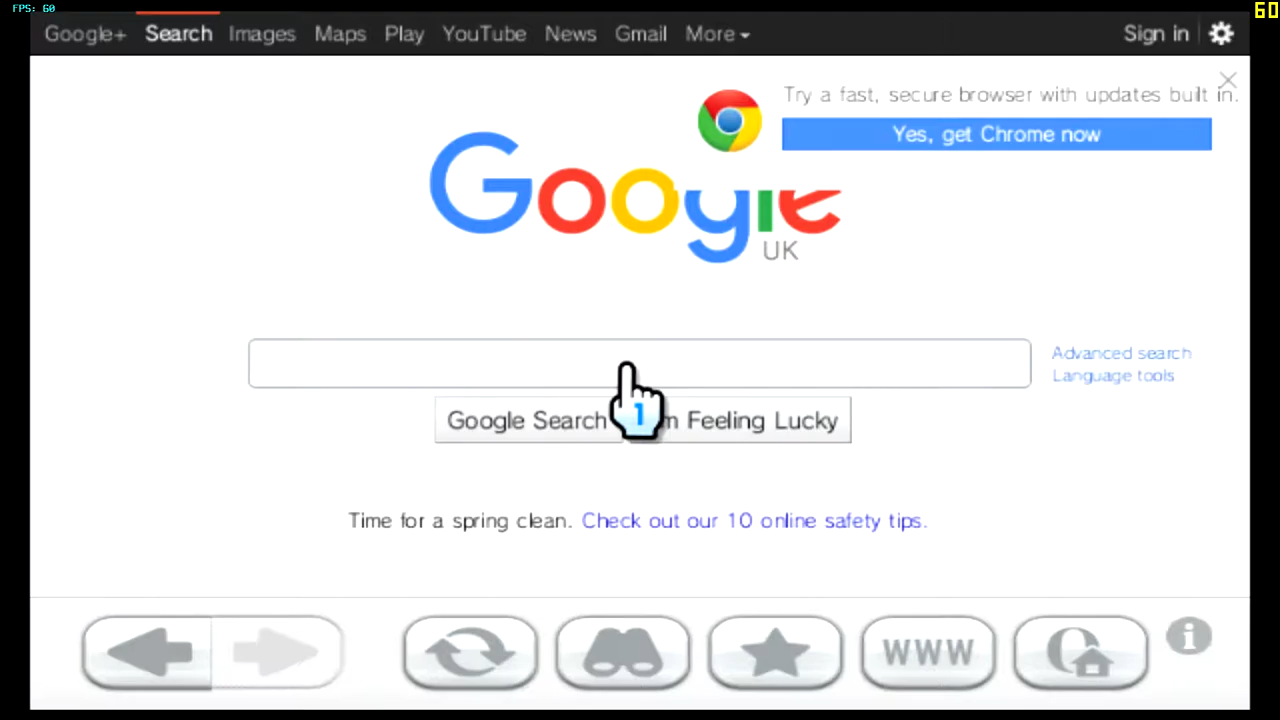 FPS: 60
60
Google+ Search Images Maps Play YouTube News Gmail More Sign in
Try a fast, secure browser with updates built in.
Yes, get Chrome now
Google
UK
Advanced search
Language tools
Google Search m Feeling Lucky
1
Time for a spring clean. Check out our 10 online safety tips.
WWW
i